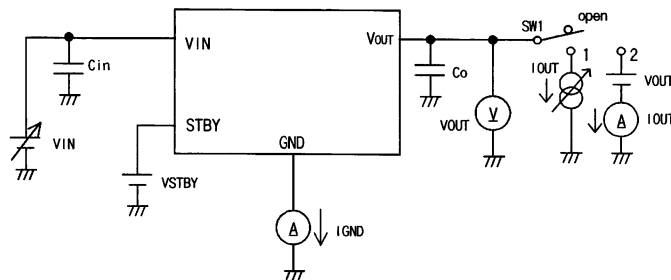 open
SW1
VIN
VOUT
1
2
Cin
Co
IOUT
VOUT
V
STBY
VOUT
A
IOUT
VIN
GND
VSTBY
A
IGND